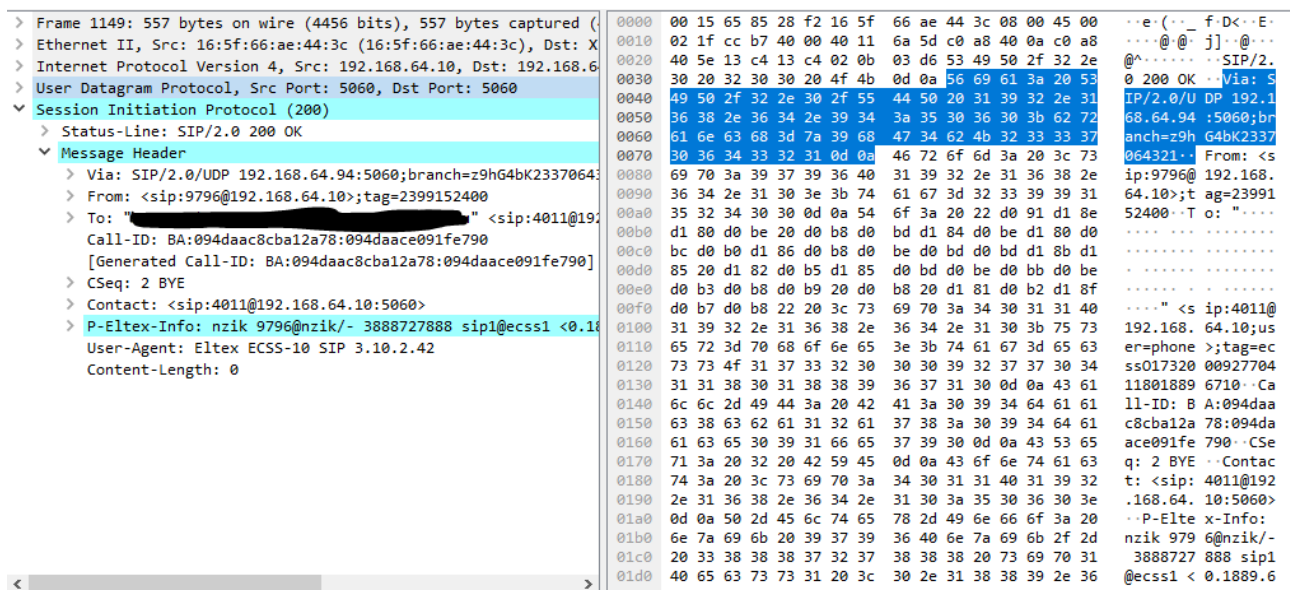 Frame 1149: 557 bytes on wire (4456 bits), 557 bytes captured (
Ethernet II, Src: 16:5f:66:ae:44:3c (16:5f:66:ae:44:3c), Dst: X
Internet Protocol Version 4, Src: 192.168.64.10, Dst: 192.168.6
User Datagram Protocol, Src Port: 5060, Dst Port: 5060
Session Initiation Protocol (200)
Status-Line: SIP/2.0 200 OK
Message Header
Via: SIP/2.0/UDP 192.168.64.94:5060;branch=z9hG4bK23370643
From: <sip:9796@192.168.64.10>;tag=2399152400
To: "" <sip:4011@192
Call-ID: BA:094daac8cba12a78:094daace091fe790
[Generated Call-ID: BA:094daac8cba12a78:094daace091fe790]
CSeq: 2 BYE
Contact: <sip:4011@192.168.64.10:5060>
P-Eltex-Info: nzik 9796@nzik/- 3888727888 sip1@ecss1 <0.18
User-Agent: Eltex ECSS-10 SIP 3.10.2.42
Content-Length: 0
0000 00 15 65 85 28 f2 16 5f 66 ae 44 3c 08 00 45 00 ··e·(··_ f·D<··E·
0010 02 1f cc b7 40 00 40 11 6a 5d c0 a8 40 0a c0 a8 ····@·@· j]··@···
0020 40 5e 13 c4 13 c4 02 0b 03 d6 53 49 50 2f 32 2e @^······ ··SIP/2.
0030 30 20 32 30 30 20 4f 4b 0d 0a 56 69 61 3a 20 53 0 200 OK ··Via: S
0040 49 50 2f 32 2e 30 2f 55 44 50 20 31 39 32 2e 31 IP/2.0/U DP 192.1
0050 36 38 2e 36 34 2e 39 34 3a 35 30 36 30 3b 62 72 68.64.94 :5060;br
0060 61 6e 63 68 3d 7a 39 68 47 34 62 4b 32 33 33 37 anch=z9h G4bK2337
0070 30 36 34 33 32 31 0d 0a 46 72 6f 6d 3a 20 3c 73 064321·· From: <s
0080 69 70 3a 39 37 39 36 40 31 39 32 2e 31 36 38 2e ip:9796@ 192.168.
0090 36 34 2e 31 30 3e 3b 74 61 67 3d 32 33 39 39 31 64.10>;t ag=23991
00a0 35 32 34 30 30 0d 0a 54 6f 3a 20 22 d0 91 d1 8e 52400··T o: "····
00b0 d1 80 d0 be 20 d0 b8 d0 bd d1 84 d0 be d1 80 d0 ···· ··· ········
00c0 bc d0 b0 d1 86 d0 b8 d0 be d0 bd d0 bd d1 8b d1 ········ ········
00d0 85 20 d1 82 d0 b5 d1 85 d0 bd d0 be d0 bb d0 be · ······ ········
00e0 d0 b3 d0 b8 d0 b9 20 d0 b8 20 d1 81 d0 b2 d1 8f
00f0 d0 b7 d0 b8 22 20 3c 73 69 70 3a 34 30 31 31 40 ····" <s ip:4011@
0100 31 39 32 2e 31 36 38 2e 36 34 2e 31 30 3b 75 73 192.168. 64.10;us
0110 65 72 3d 70 68 6f 6e 65 3e 3b 74 61 67 3d 65 63 er=phone >;tag=ec
0120 73 73 4f 31 37 33 32 30 30 30 39 32 37 37 30 34 ssO17320 00927704
0130 31 31 38 30 31 38 38 39 36 37 31 30 0d 0a 43 61 11801889 6710··Ca
0140 6c 6c 2d 49 44 3a 20 42 41 3a 30 39 34 64 61 61 ll-ID: B A:094daa
0150 63 38 63 62 61 31 32 61 37 38 3a 30 39 34 64 61 c8cba12a 78:094da
0160 61 63 65 30 39 31 66 65 37 39 30 0d 0a 43 53 65 ace091fe 790··CSe
0170 71 3a 20 32 20 42 59 45 0d 0a 43 6f 6e 74 61 63 q: 2 BYE ··Contac
0180 74 3a 20 3c 73 69 70 3a 34 30 31 31 40 31 39 32 t: <sip: 4011@192
0190 2e 31 36 38 2e 36 34 2e 31 30 3a 35 30 36 30 3e .168.64. 10:5060>
01a0 0d 0a 50 2d 45 6c 74 65 78 2d 49 6e 66 6f 3a 20 ··P-Elte x-Info:
01b0 6e 7a 69 6b 20 39 37 39 36 40 6e 7a 69 6b 2f 2d nzik 979 6@nzik/-
01c0 20 33 38 38 38 37 32 37 38 38 38 20 73 69 70 31 3888727 888 sip1
01d0 40 65 63 73 73 31 20 3c 30 2e 31 38 38 39 2e 36 @ecss1 < 0.1889.6